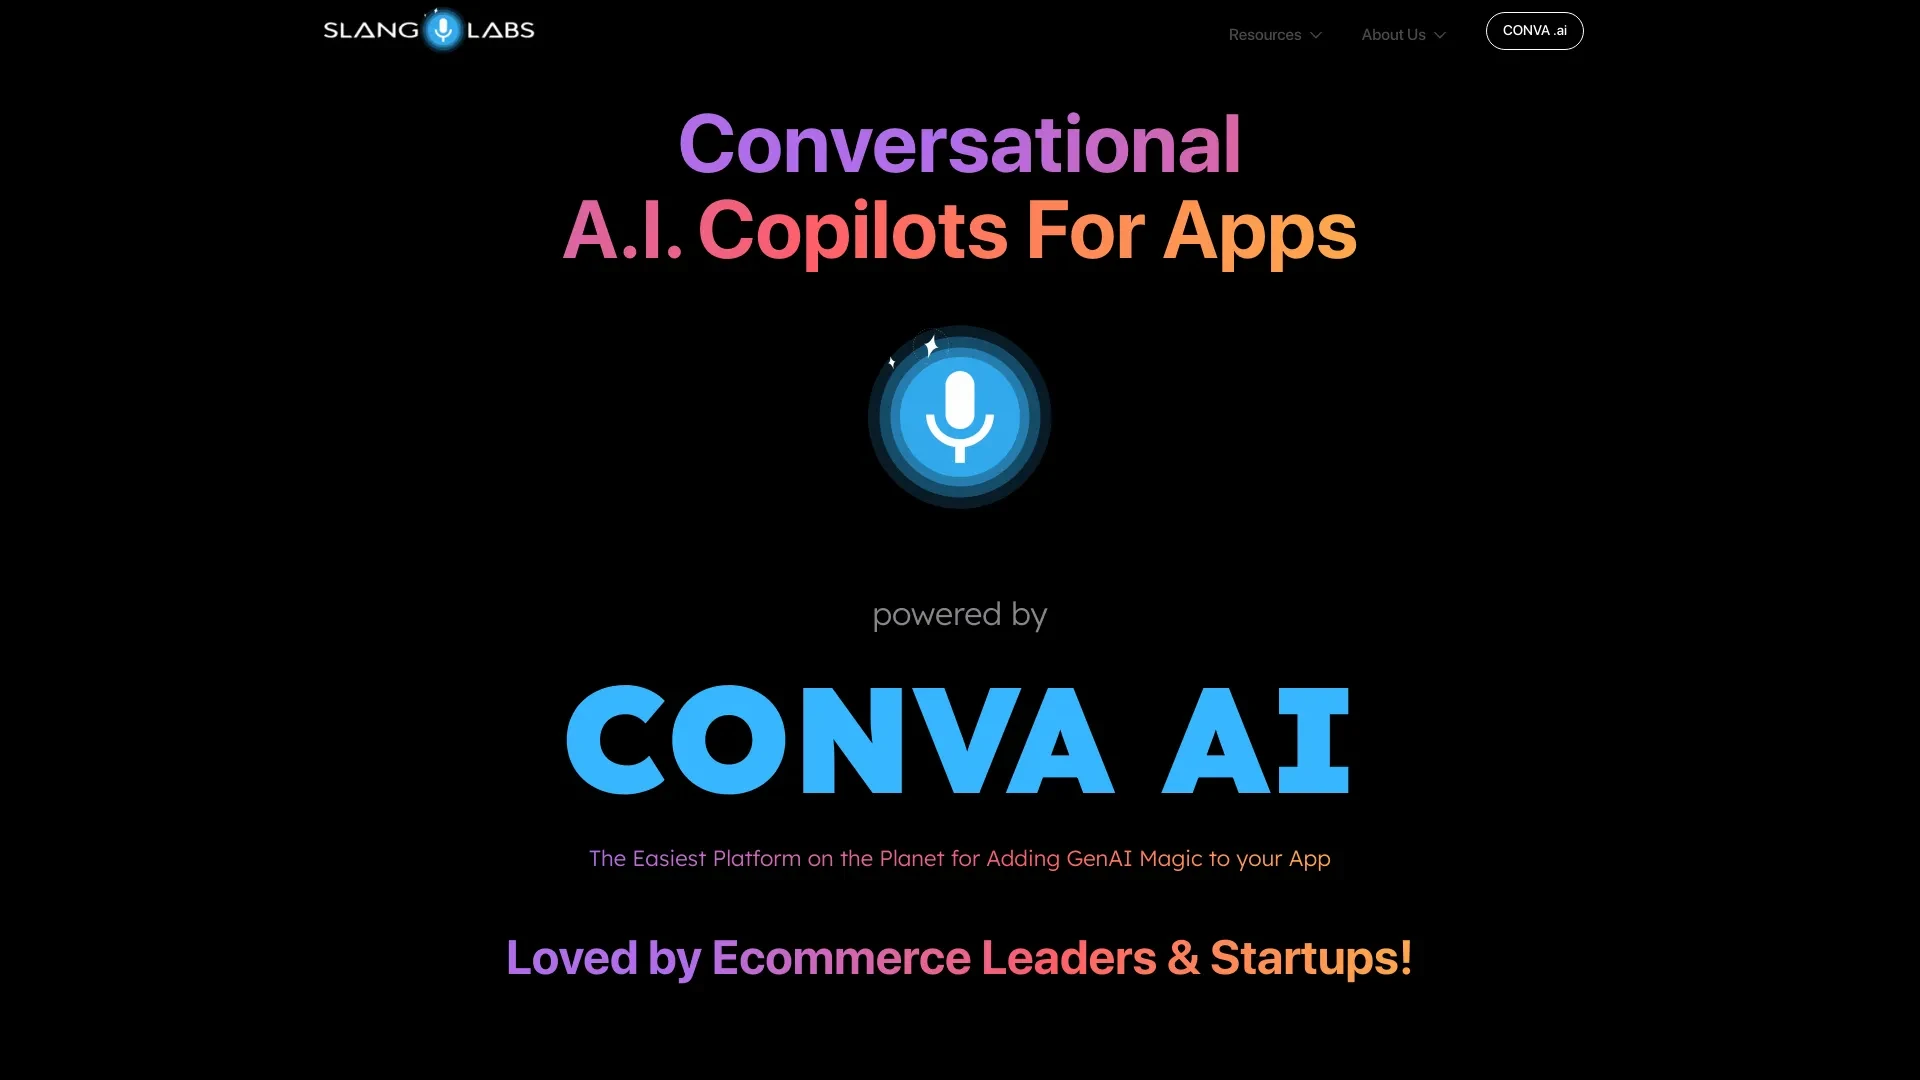 SLANG LABS
Resources
About Us
CONVA .ai
Conversational
A.I. Copilots For Apps
powered by
CONVA AI
The Easiest Platform on the Planet for Adding GenAI Magic to your App
Loved by Ecommerce Leaders & Startups!